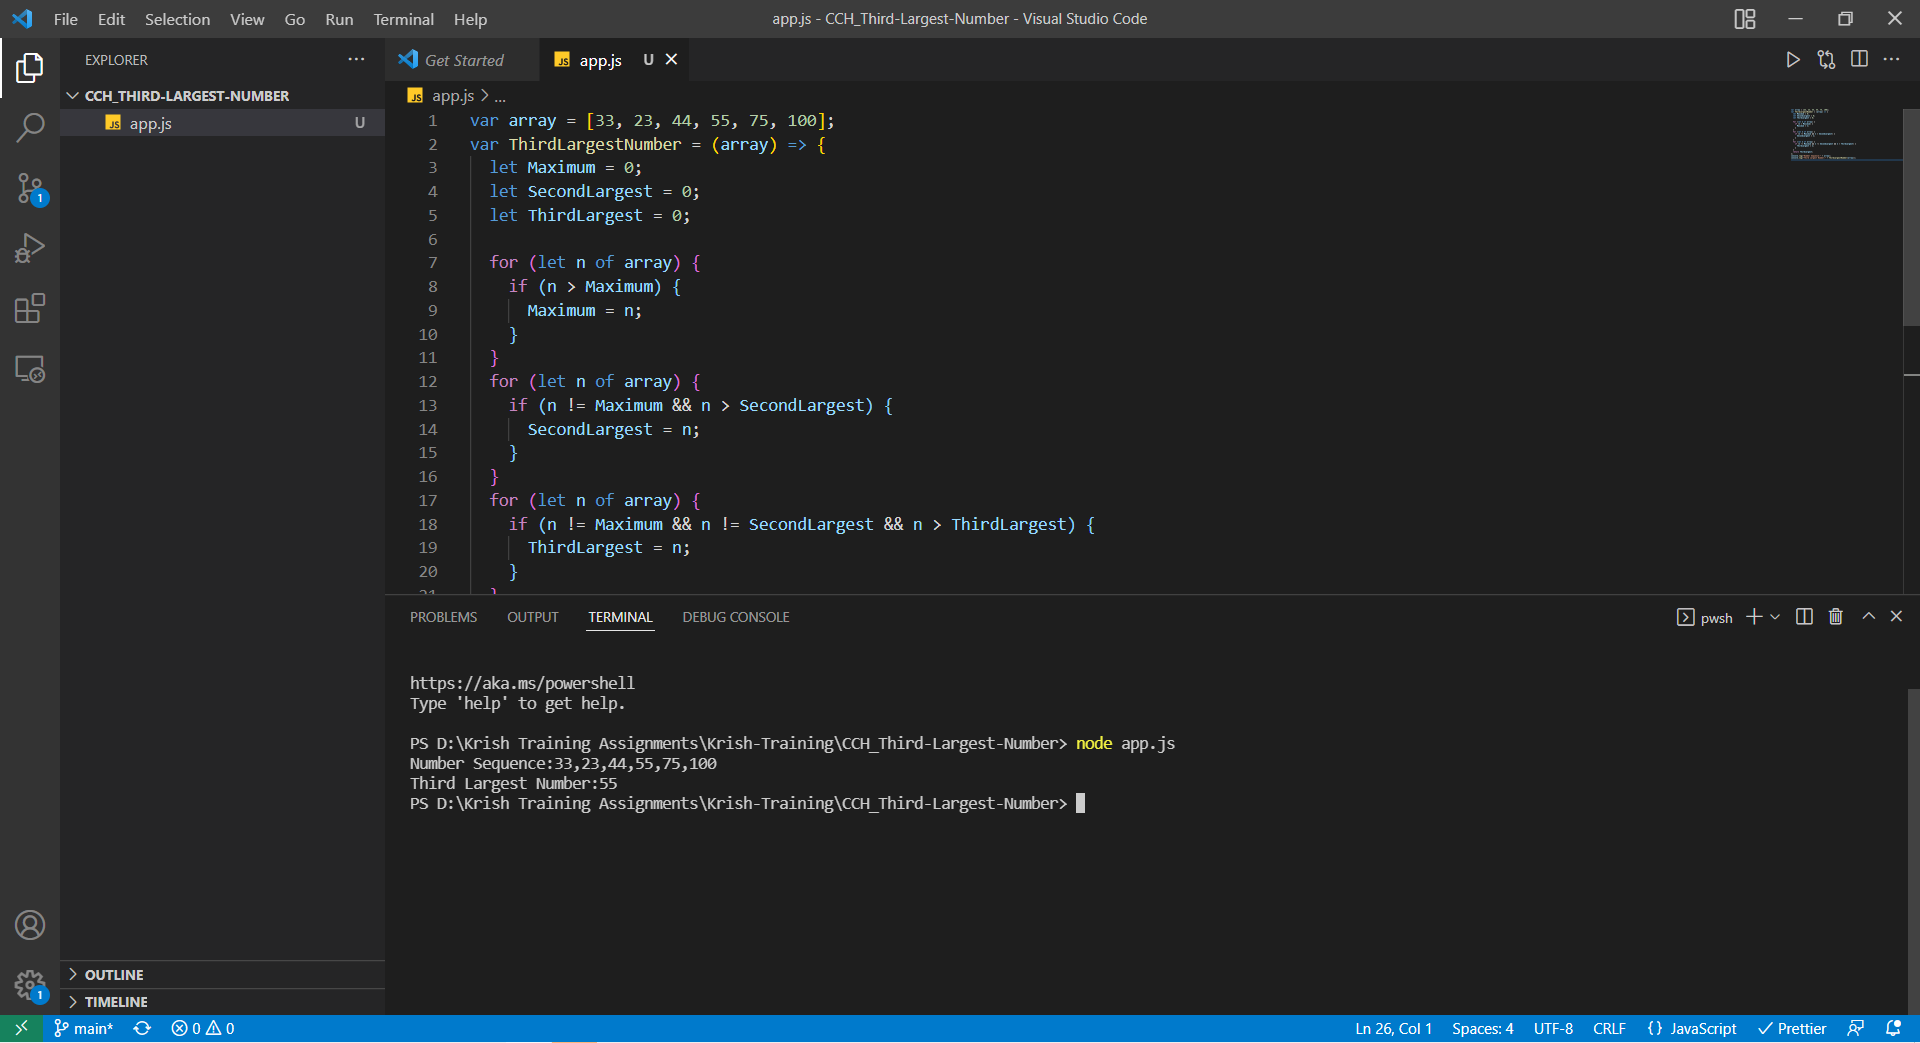 File Edit Selection View Go Run Terminal Help
app.js - CCH_Third-Largest-Number - Visual Studio Code
EXPLORER
CCH_THIRD-LARGEST-NUMBER
app.js U
Get Started
app.js U
app.js > ...
1 var array = [33, 23, 44, 55, 75, 100];
2 var ThirdLargestNumber = (array) => {
3 let Maximum = 0;
4 let SecondLargest = 0;
5 let ThirdLargest = 0;
6
7 for (let n of array) {
8 if (n > Maximum) {
9 Maximum = n;
10 }
11 }
12 for (let n of array) {
13 if (n != Maximum && n > SecondLargest) {
14 SecondLargest = n;
15 }
16 }
17 for (let n of array) {
18 if (n != Maximum && n != SecondLargest && n > ThirdLargest) {
19 ThirdLargest = n;
20 }
21 }
PROBLEMS OUTPUT TERMINAL DEBUG CONSOLE
pwsh
https://aka.ms/powershell
Type 'help' to get help.
PS D:\Krish Training Assignments\Krish-Training\CCH_Third-Largest-Number> node app.js
Number Sequence:33,23,44,55,75,100
Third Largest Number:55
PS D:\Krish Training Assignments\Krish-Training\CCH_Third-Largest-Number>
OUTLINE
TIMELINE
1
1
main* 0 0
Ln 26, Col 1 Spaces: 4 UTF-8 CRLF {} JavaScript Prettier